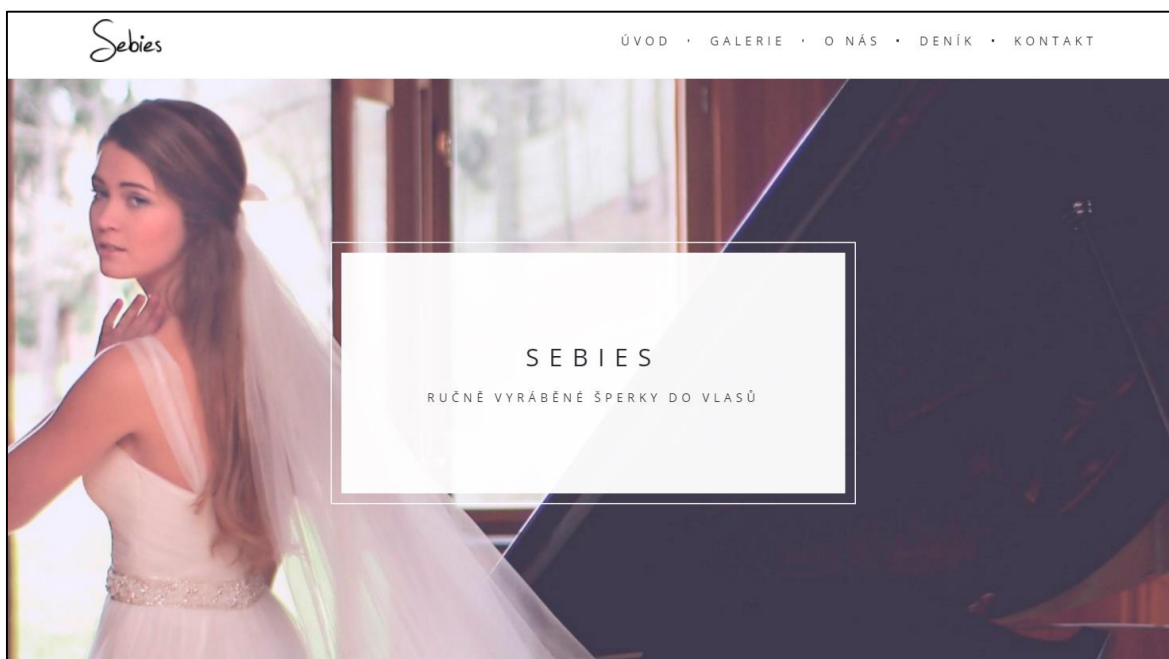 Sebies
ÚVOD • GALERIE • O NÁS • DENÍK • KONTAKT
SEBIES
RUČNĚ VYRÁBĚNÉ ŠPERKY DO VLASŮ